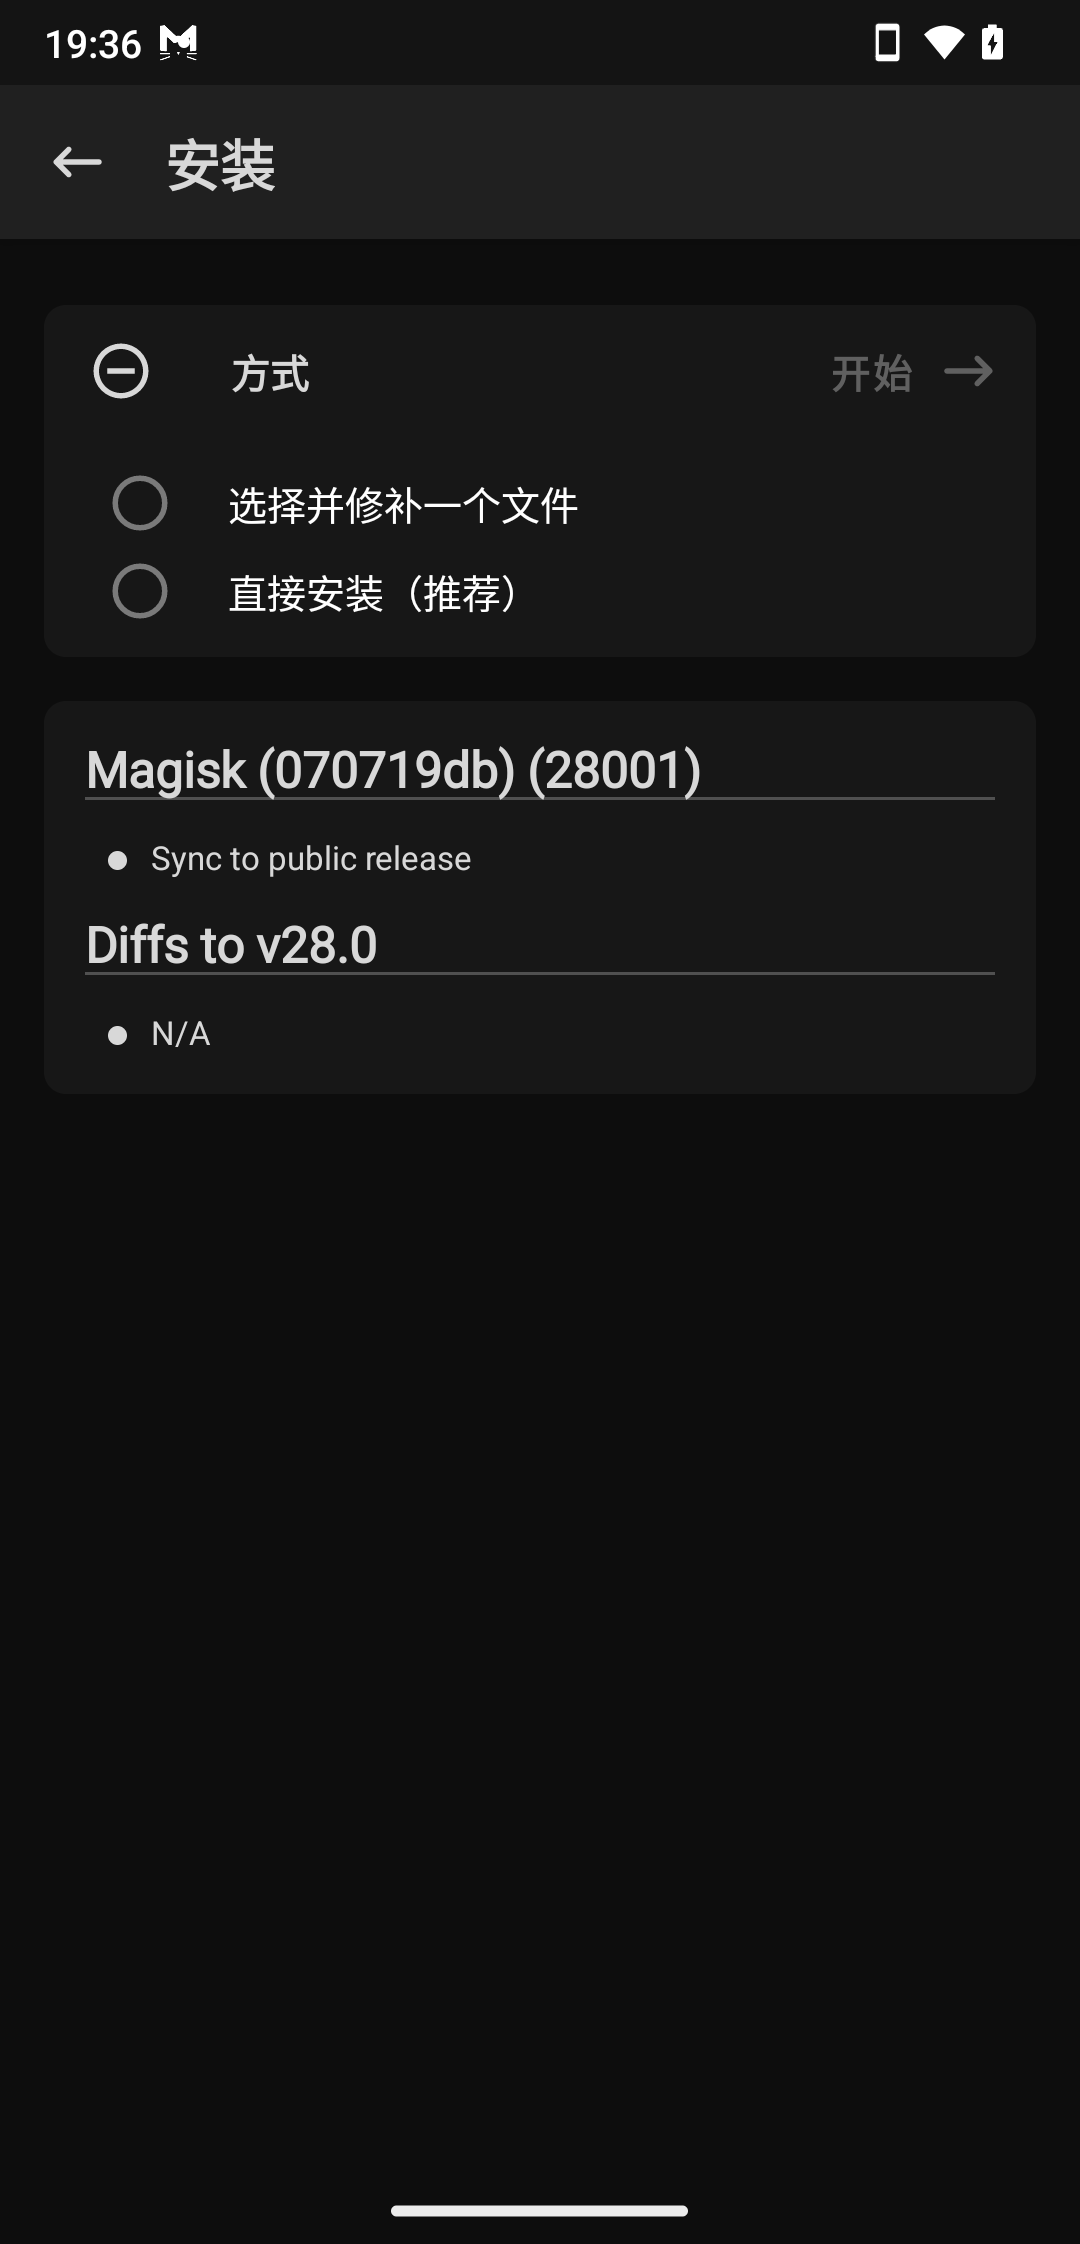 19:36
安装
方式
开始
选择并修补一个文件
直接安装（推荐）
Magisk (070719db) (28001)
Sync to public release
Diffs to v28.0
N/A